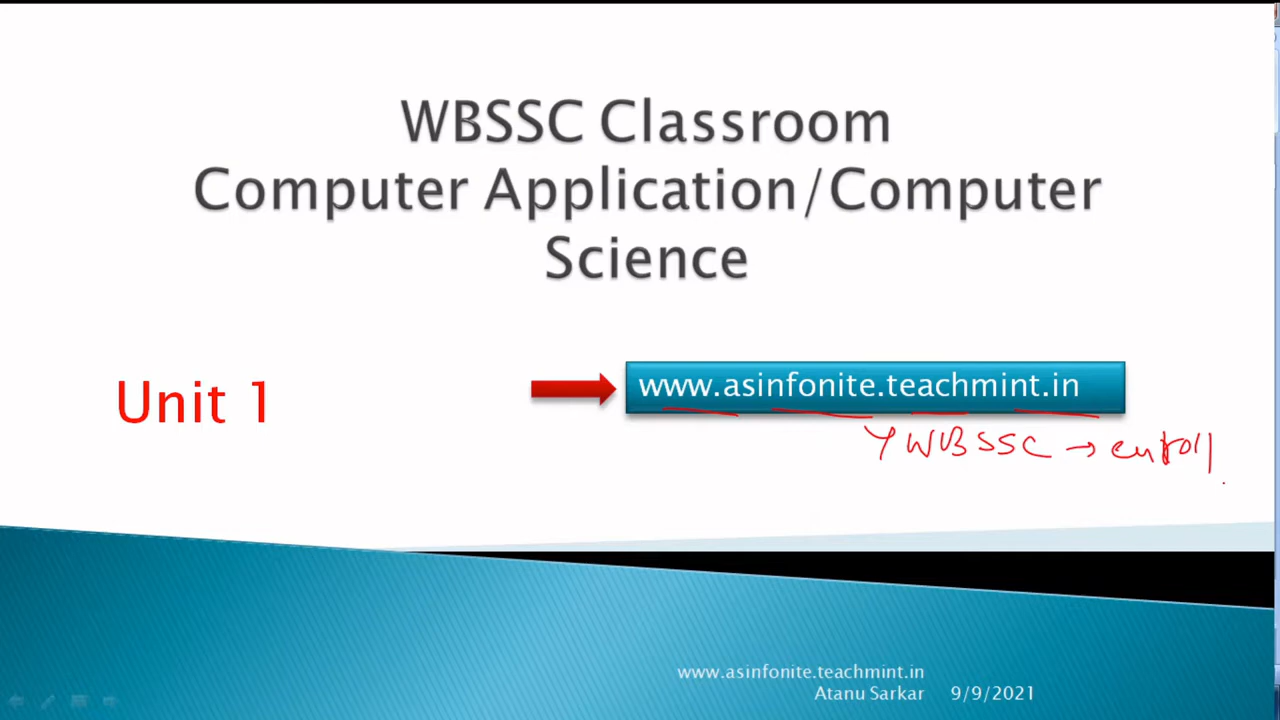 WBSSC Classroom
Computer Application/Computer
Science
Unit 1
www.asinfonite.teachmint.in
WBSSC → enroll
www.asinfonite.teachmint.in
Atanu Sarkar 9/9/2021